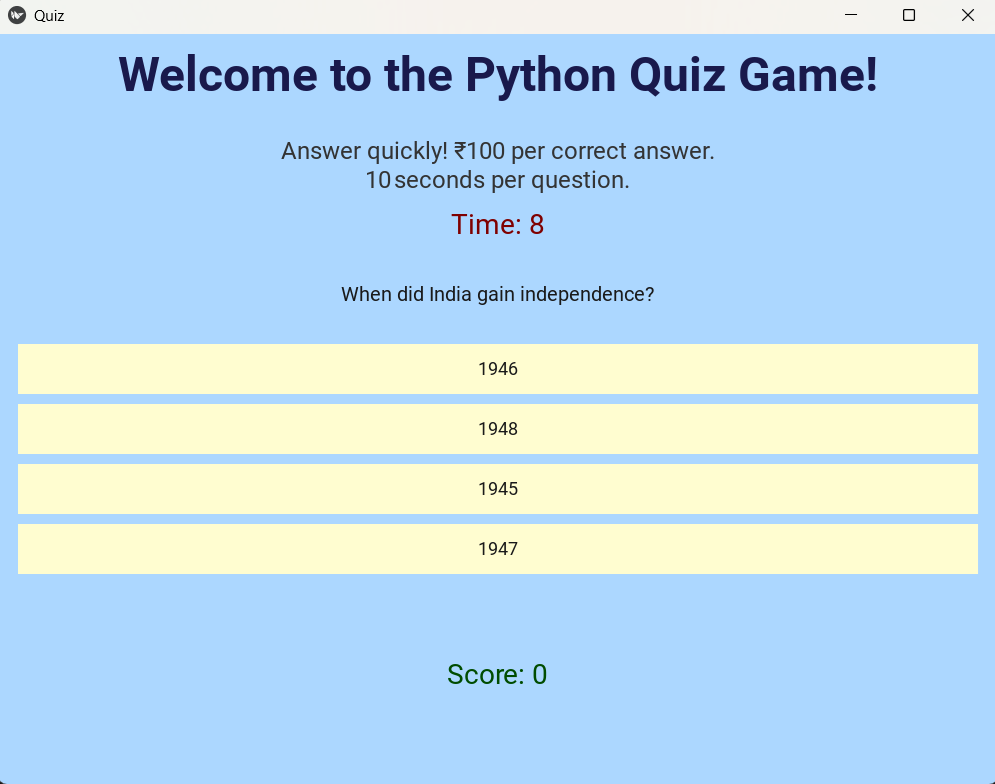 Quiz
Welcome to the Python Quiz Game!
Answer quickly! ₹100 per correct answer.
10 seconds per question.
Time: 8
When did India gain independence?
1946
1948
1945
1947
Score: 0